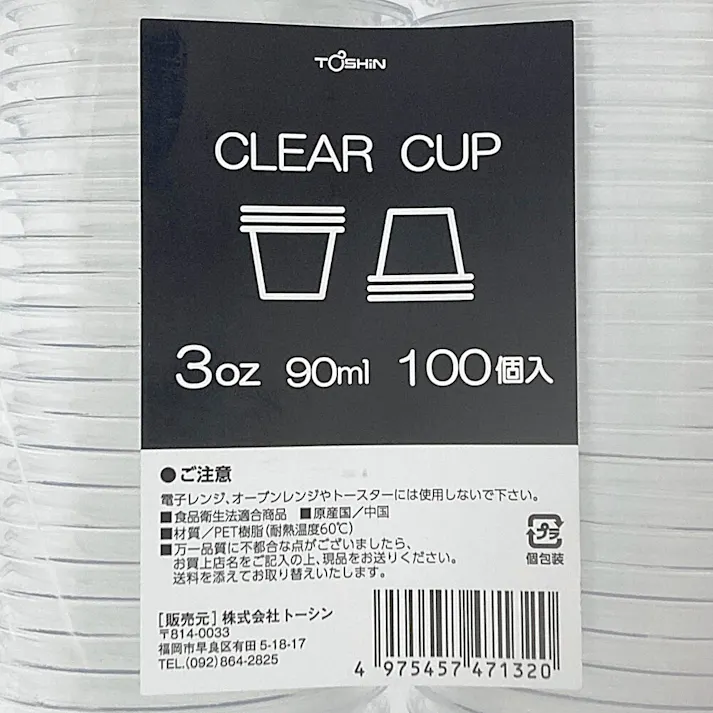 TOSHIN
CLEAR CUP
3oz 90ml 100個入
●ご注意
電子レンジ、オーブンレンジやトースターには使用しないで下さい。
■食品衛生法適合商品 ■原産国／中国
■材質／PET樹脂(耐熱温度60℃)
■万一品質に不都合な点がございましたら、
お買上店名をご記入の上、現品をお送りください。
送料を添えてお取り替えいたします。
プラ
個包装
[販売元] 株式会社トーシン
〒814-0033
福岡市早良区有田 5-18-17
TEL.(092)864-2825
4 975457 471320